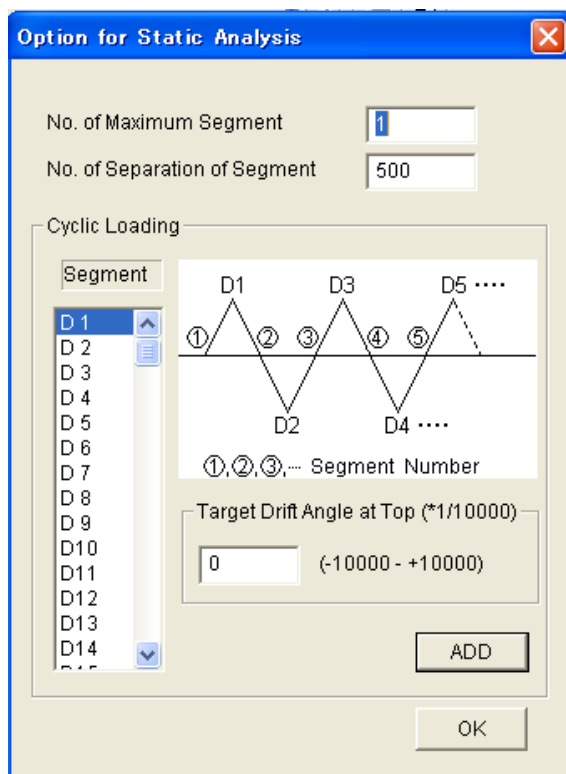 Option for Static Analysis
No. of Maximum Segment 1
No. of Separation of Segment 500
Cyclic Loading
Segment
D 1
D 2
D 3
D 4
D 5
D 6
D 7
D 8
D 9
D10
D11
D12
D13
D14
D1 D3 D5 ····
① ② ③ ④ ⑤
D2 D4 ····
①,②,③,··· Segment Number
Target Drift Angle at Top (*1/10000)
0 (-10000 - +10000)
ADD
OK